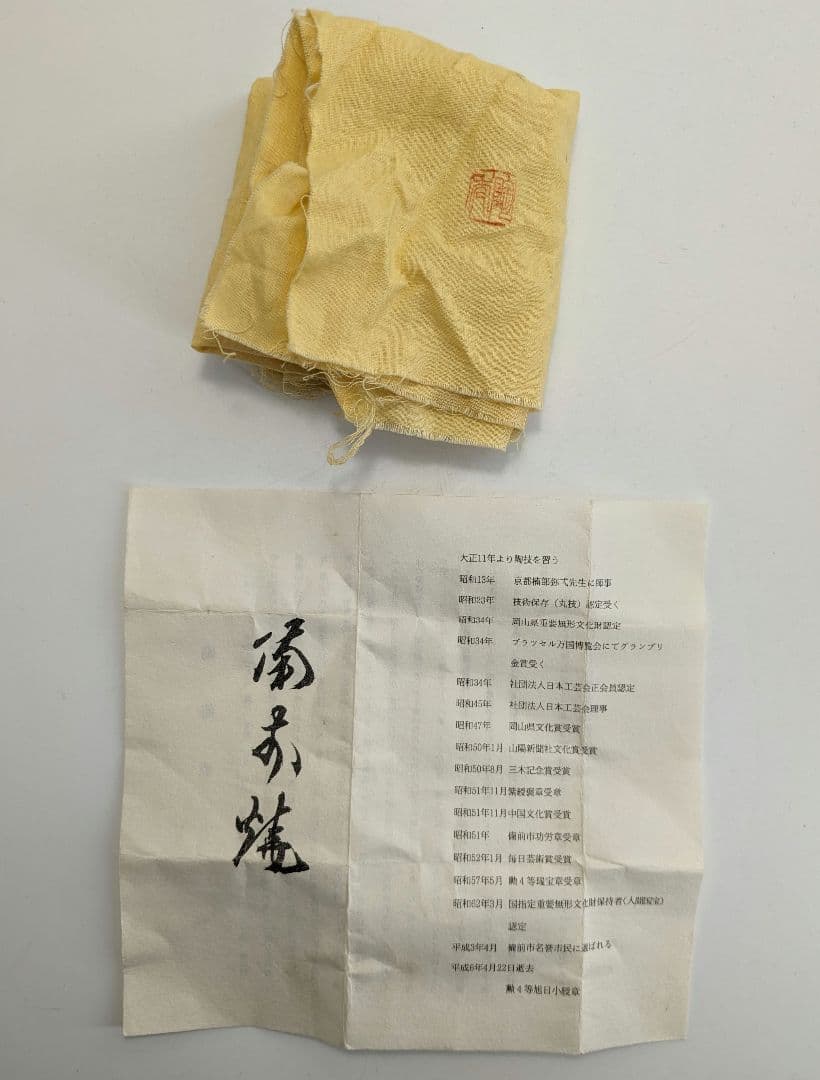 備前焼
大正11年より陶技を習う
昭和13年 京都楠部弥弌先生に師事
昭和23年 技術保存（丸技）認定受く
昭和34年 岡山県重要無形文化財認定
昭和34年 ブラッセル万国博覧会にてグランプリ
金賞受く
昭和34年 社団法人日本工芸会正会員認定
昭和45年 社団法人日本工芸会理事
昭和47年 岡山県文化賞受賞
昭和50年1月 山陽新聞社文化賞受賞
昭和50年8月 三木記念賞受賞
昭和51年11月 紫綬褒章受章
昭和51年11月 中国文化賞受賞
昭和51年 備前市功労章受章
昭和52年1月 毎日芸術賞受賞
昭和57年5月 勲4等瑞宝章受章
昭和62年3月 国指定重要無形文化財保持者（人間国宝）
認定
平成3年4月 備前市名誉市民に選ばれる
平成6年4月22日逝去
勲4等旭日小綬章